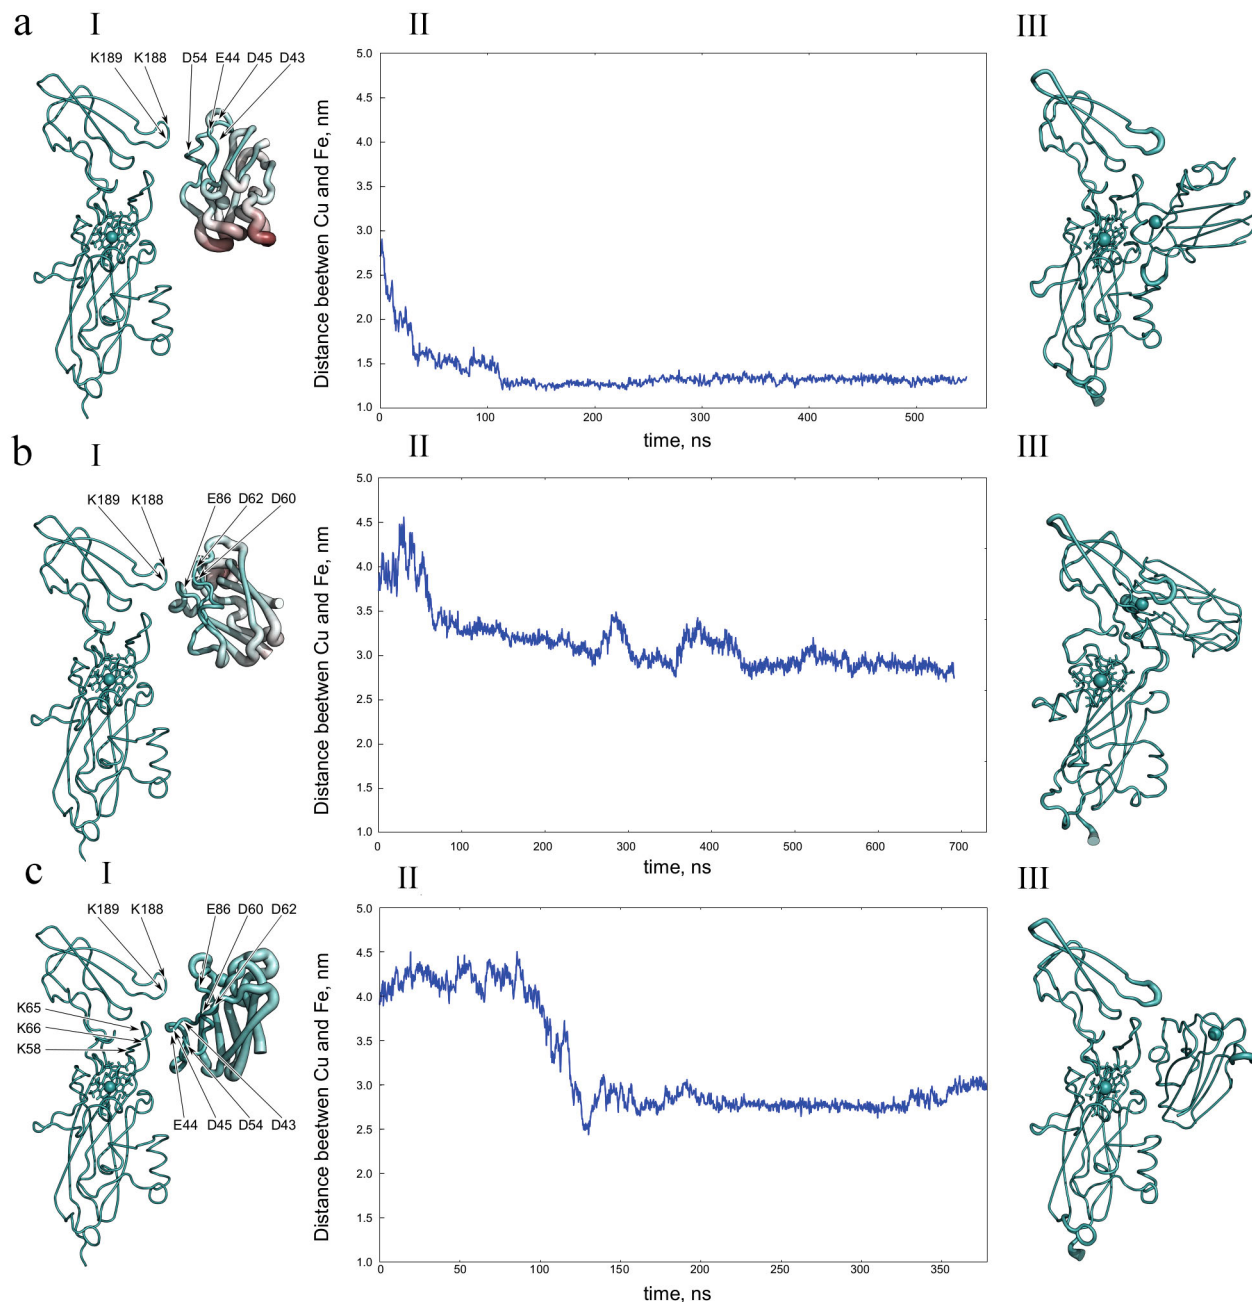 a I II III
K189 K188 D54 E44 D45 D43
Distance beetwen Cu and Fe, nm
5.0
4.5
4.0
3.5
3.0
2.5
2.0
1.5
1.0
0 100 200 300 400 500
time, ns
b I II III
K189 K188 E86 D62 D60
Distance beetwen Cu and Fe, nm
5.0
4.5
4.0
3.5
3.0
2.5
2.0
1.5
1.0
0 100 200 300 400 500 600 700
time, ns
c I II III
K189 K188 E86 D60 D62
K65
K66
K58
E44 D45 D54 D43
Distance beetwen Cu and Fe, nm
5.0
4.5
4.0
3.5
3.0
2.5
2.0
1.5
1.0
0 50 100 150 200 250 300 350
time, ns